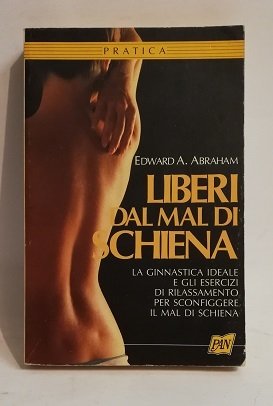 PRATICA
EDWARD A. ABRAHAM
LIBERI
DAL MAL DI
SCHIENA
LA GINNASTICA IDEALE
E GLI ESERCIZI
DI RILASSAMENTO
PER SCONFIGGERE
IL MAL DI SCHIENA
PAN